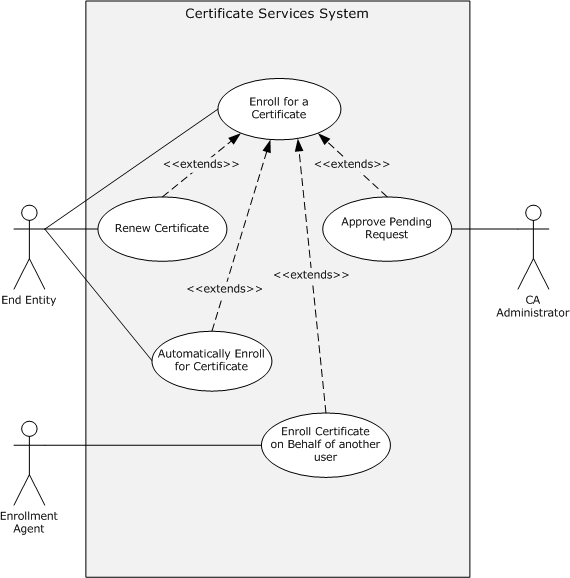 Certificate Services System
Enroll for a
Certificate
<<extends>>
<<extends>>
Renew Certificate
Approve Pending
Request
<<extends>>
<<extends>>
End Entity
CA
Administrator
Automatically Enroll
for Certificate
Enroll Certificate
on Behalf of another
user
Enrollment
Agent